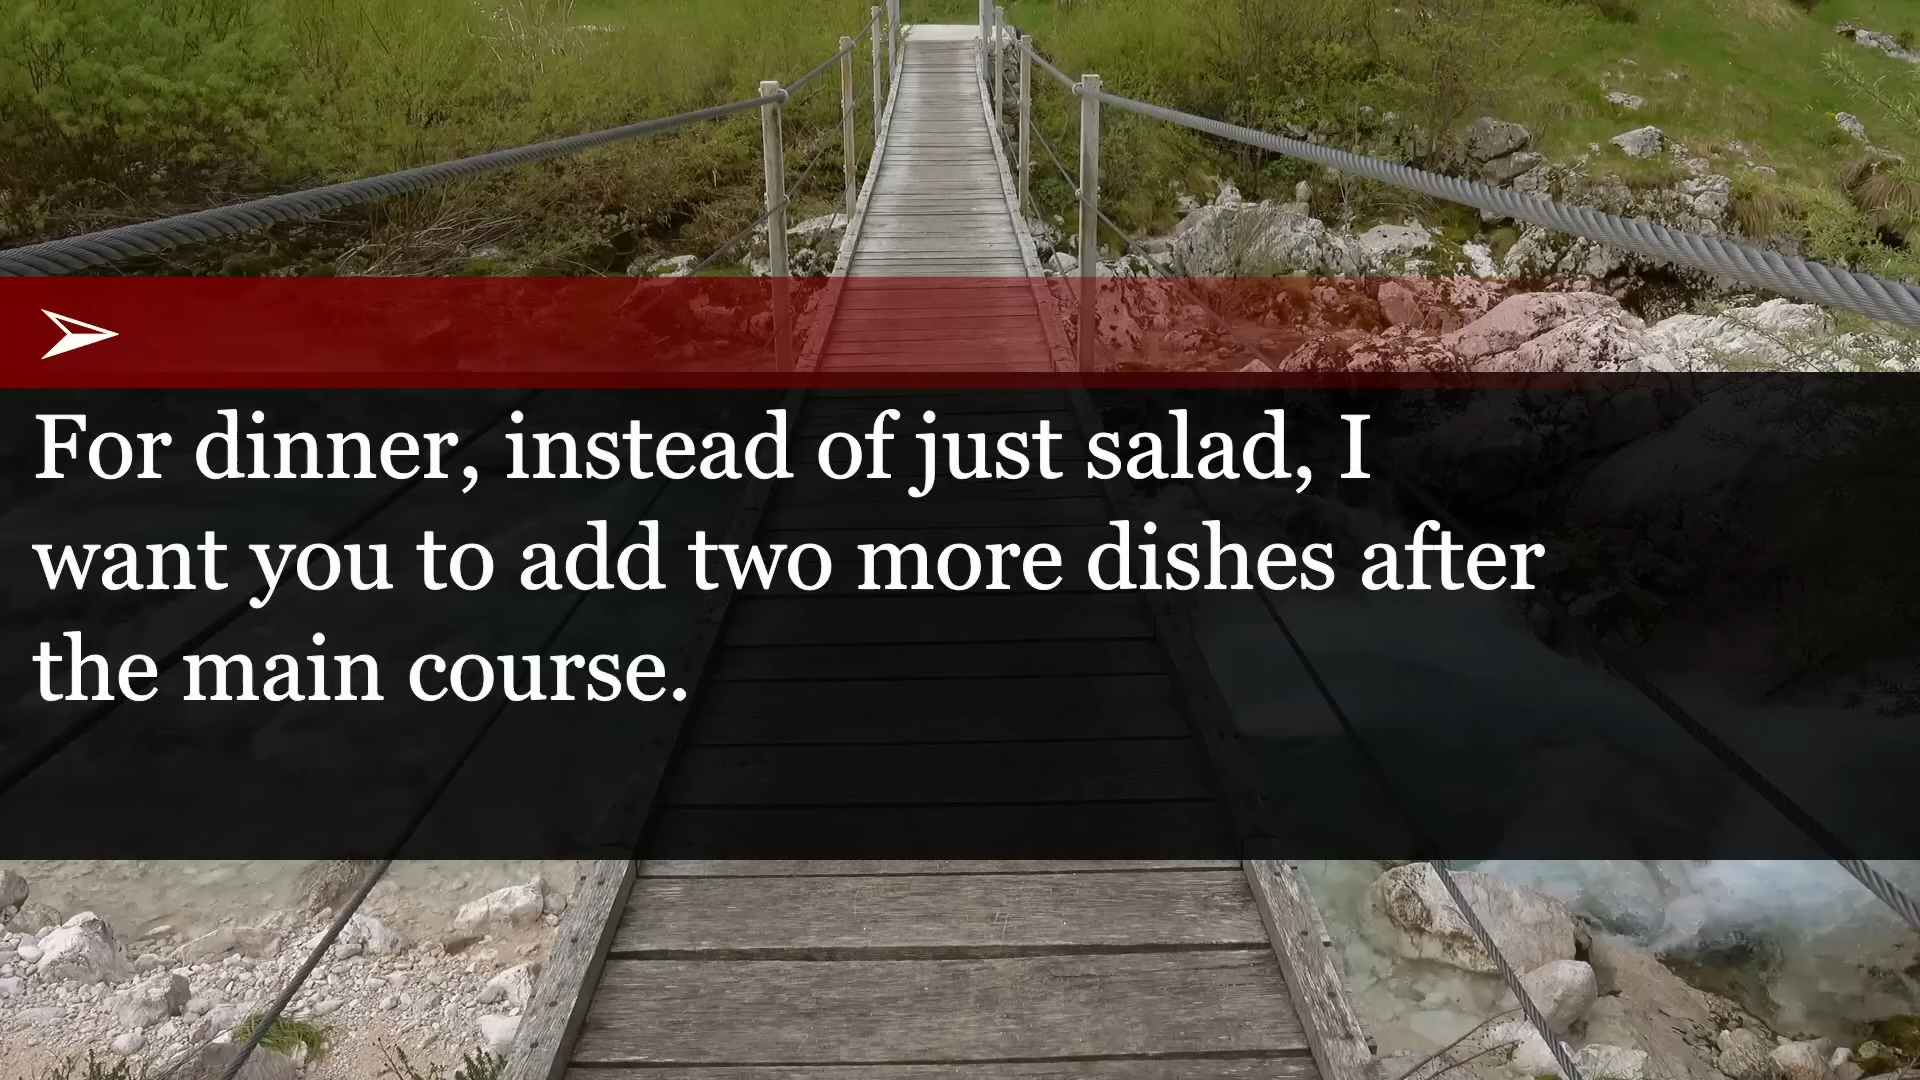 For dinner, instead of just salad, I
want you to add two more dishes after
the main course.